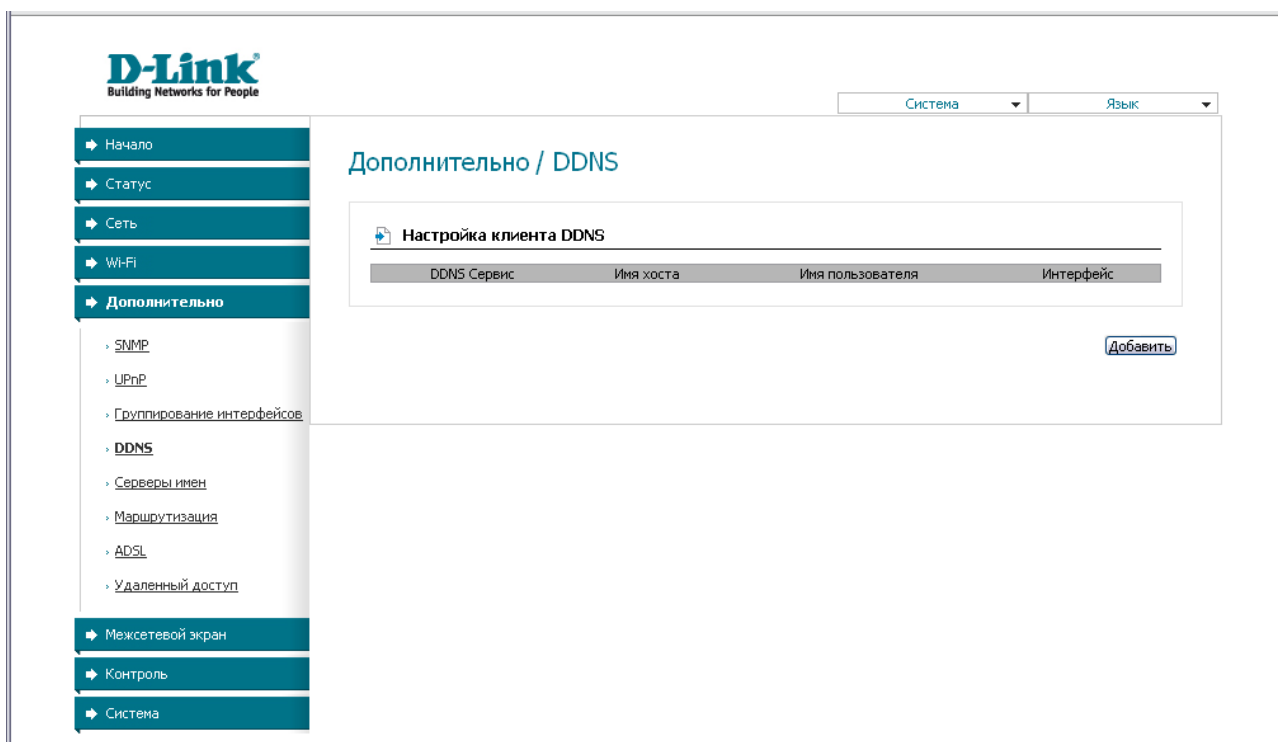 D-Link
Building Networks for People
Система
Язык
Начало
Статус
Сеть
Wi-Fi
Дополнительно
SNMP
UPnP
Группирование интерфейсов
DDNS
Серверы имен
Маршрутизация
ADSL
Удаленный доступ
Межсетевой экран
Контроль
Система
Дополнительно / DDNS
Настройка клиента DDNS
DDNS Сервис Имя хоста Имя пользователя Интерфейс
Добавить